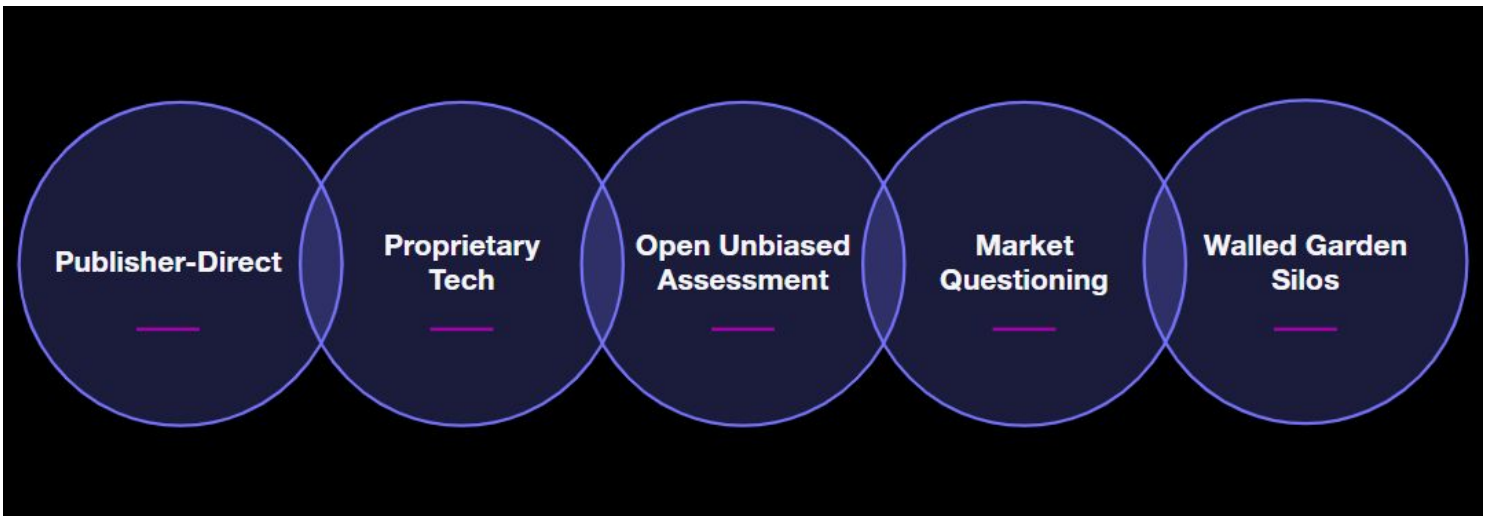 Publisher-Direct
Proprietary
Tech
Open Unbiased
Assessment
Market
Questioning
Walled Garden
Silos